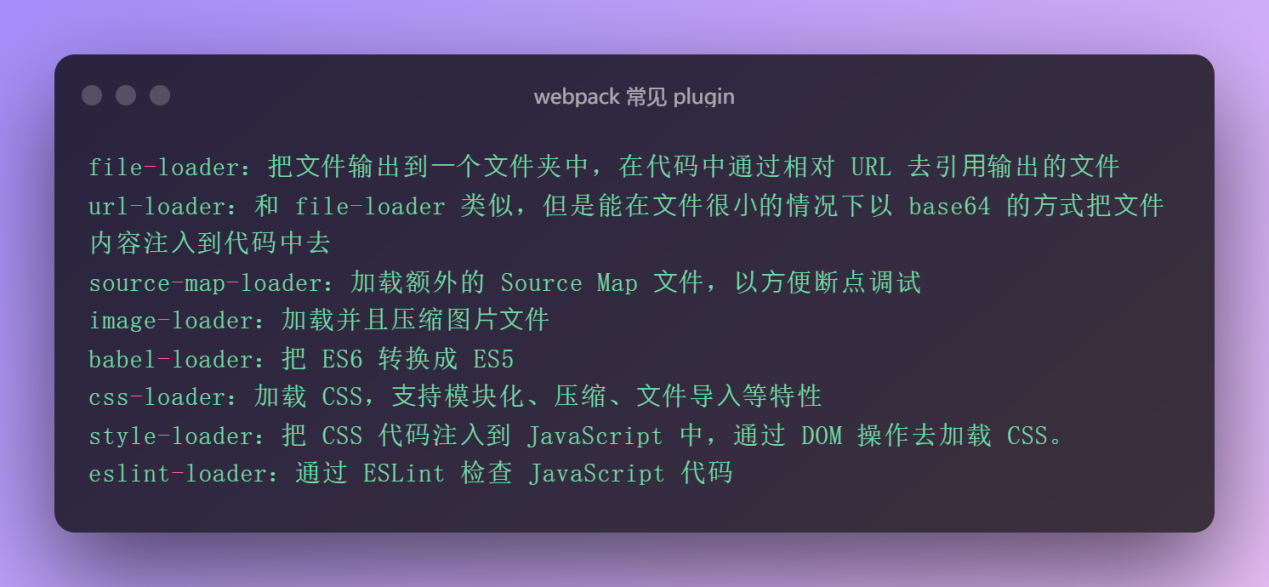 webpack 常见 plugin
file-loader：把文件输出到一个文件夹中，在代码中通过相对 URL 去引用输出的文件
url-loader：和 file-loader 类似，但是能在文件很小的情况下以 base64 的方式把文件
内容注入到代码中去
source-map-loader：加载额外的 Source Map 文件，以方便断点调试
image-loader：加载并且压缩图片文件
babel-loader：把 ES6 转换成 ES5
css-loader：加载 CSS，支持模块化、压缩、文件导入等特性
style-loader：把 CSS 代码注入到 JavaScript 中，通过 DOM 操作去加载 CSS。
eslint-loader：通过 ESLint 检查 JavaScript 代码